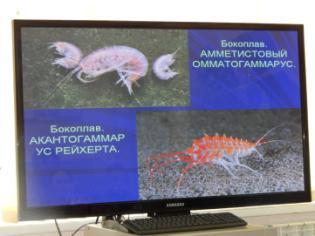 Бокоплав.
АММЕТИСТОВЫЙ
ОММАТОГАММАРУС.
Бокоплав.
АКАНТОГАММАР
УС РЕЙХЕРТА.
SAMSUNG